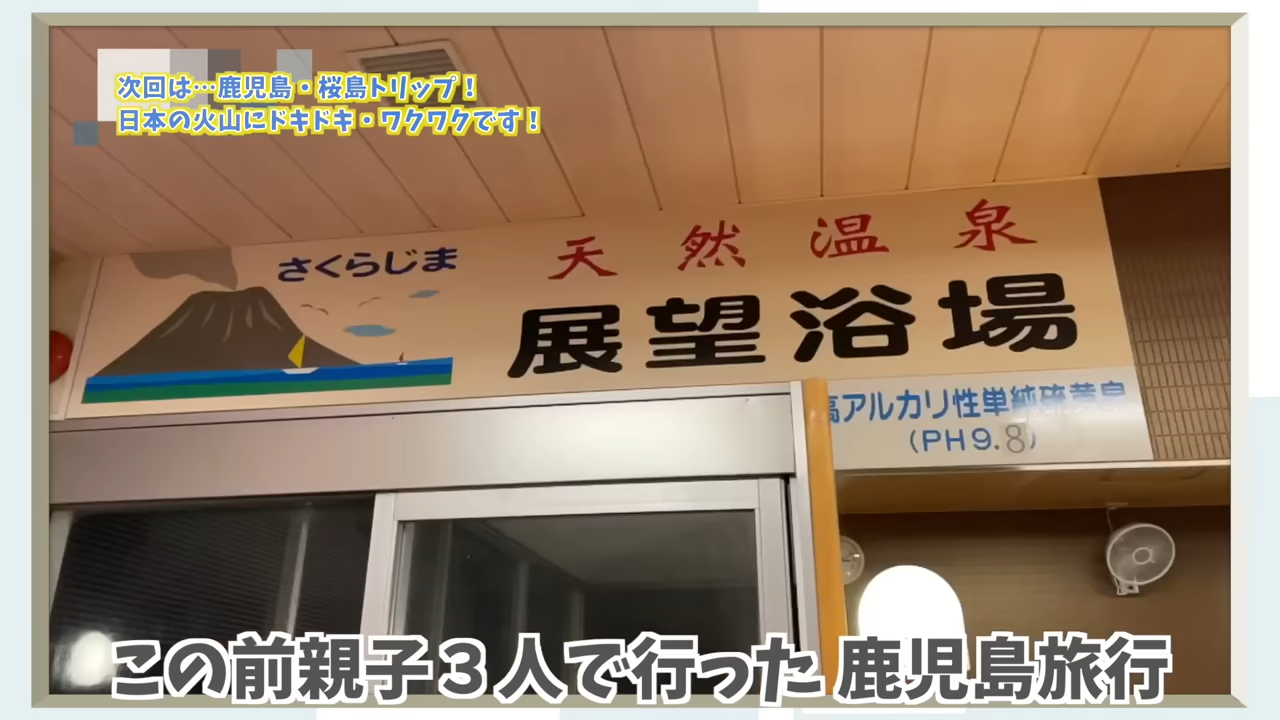 次回は…鹿児島・桜島トリップ！
日本の火山にドキドキ・ワクワクです！
さくらじま
天然温泉
展望浴場
高アルカリ性単純硫黄泉
(PH9.8)
この前親子３人で行った 鹿児島旅行